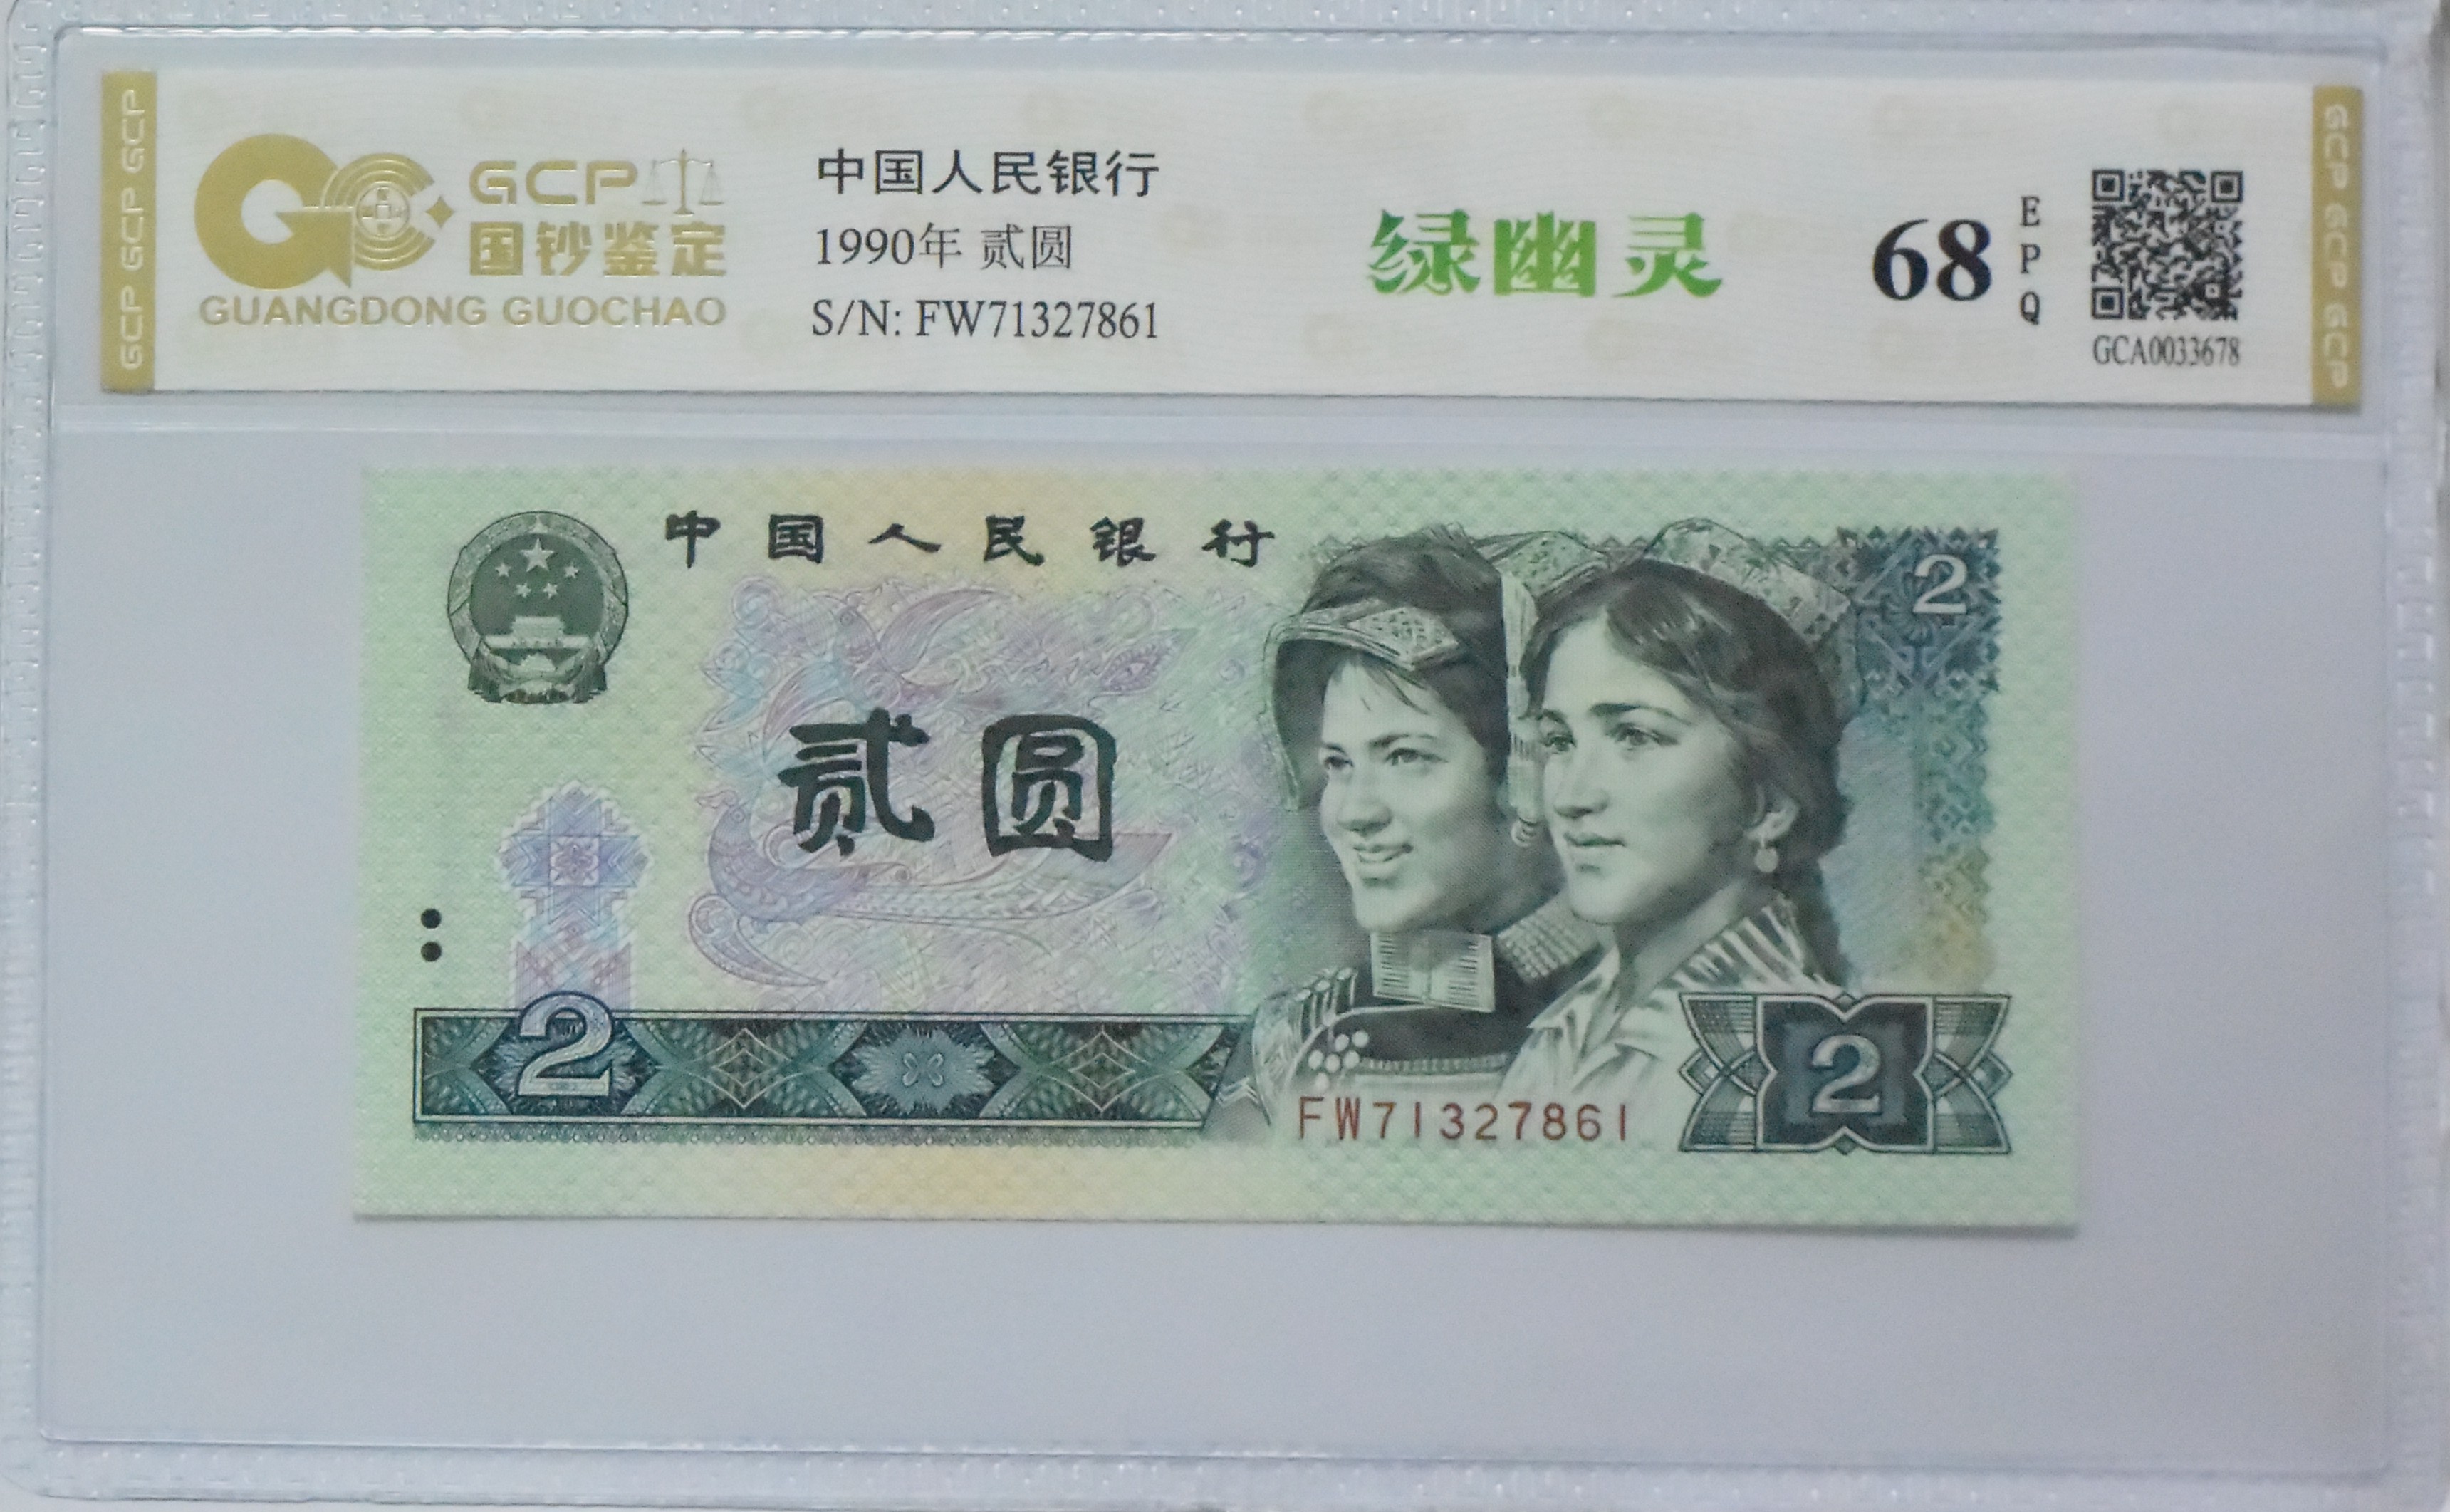 GCP GCP GCP
GCP
国钞鉴定
GUANGDONG GUOCHAO
中国人民银行
1990年 贰圆
S/N: FW71327861
绿幽灵
68
EPQ
GCA0033678
GCP GCP GCP
中国人民银行
2
贰圆
2
2
FW71327861